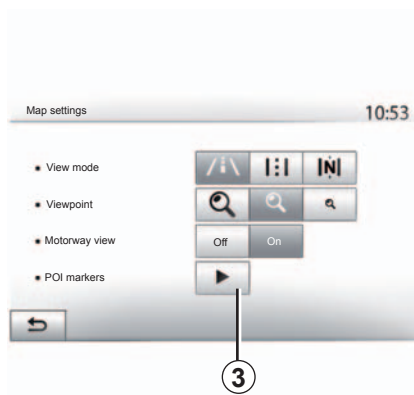 Map settings 10:53
• View mode N
• Viewpoint
• Motorway view Off On
• POI markers
3